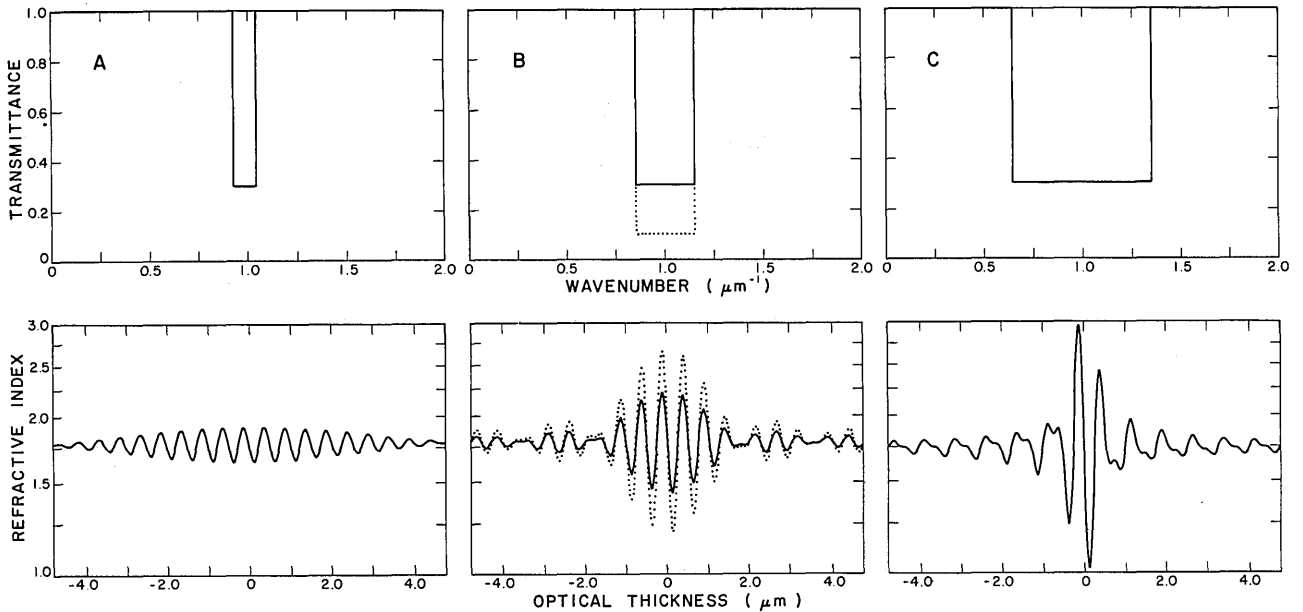 TRANSMITTANCE
1.0
0.8
0.6
0.4
0.2
0
A
B
C
0 0.5 1.0 1.5 2.0
0 0.5 1.0 1.5 2.0
0 0.5 1.0 1.5 2.0
WAVENUMBER ( μm⁻¹ )
REFRACTIVE INDEX
3.0
2.5
2.0
1.5
1.0
-4.0 -2.0 0 2.0 4.0
-4.0 -2.0 0 2.0 4.0
-4.0 -2.0 0 2.0 4.0
OPTICAL THICKNESS ( μm )